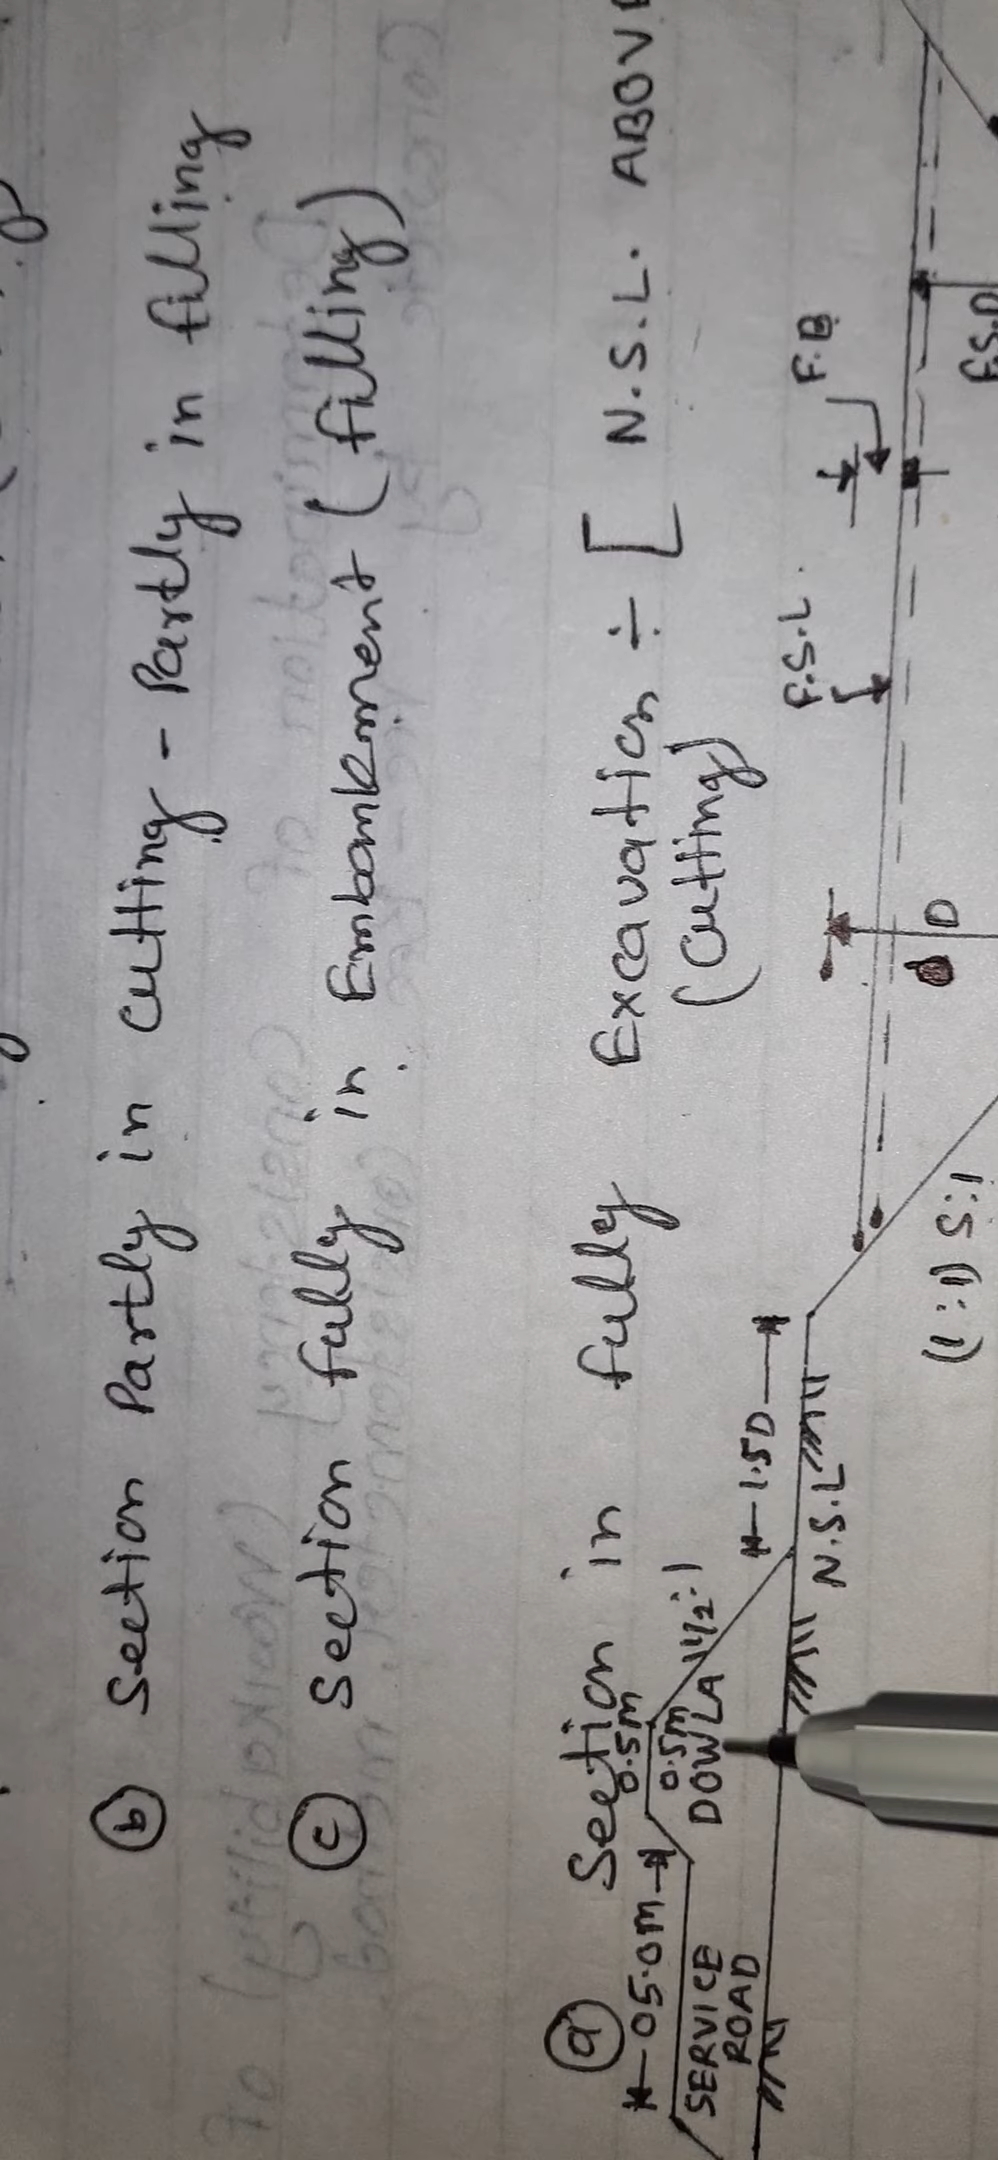 (b) Section Partly in cutting - Partly in filling
(c) Section fully in Embankment (filling)
(a) Section in fully Excavation ÷ [ N.S.L. ABOVE
(cutting)
05.0m
0.5m
0.5m
DOWLA
1½:1
1.5D
SERVICE
ROAD
N.S.L
(1:1) S:1
D
F.S.L.
F.B
F.S.D